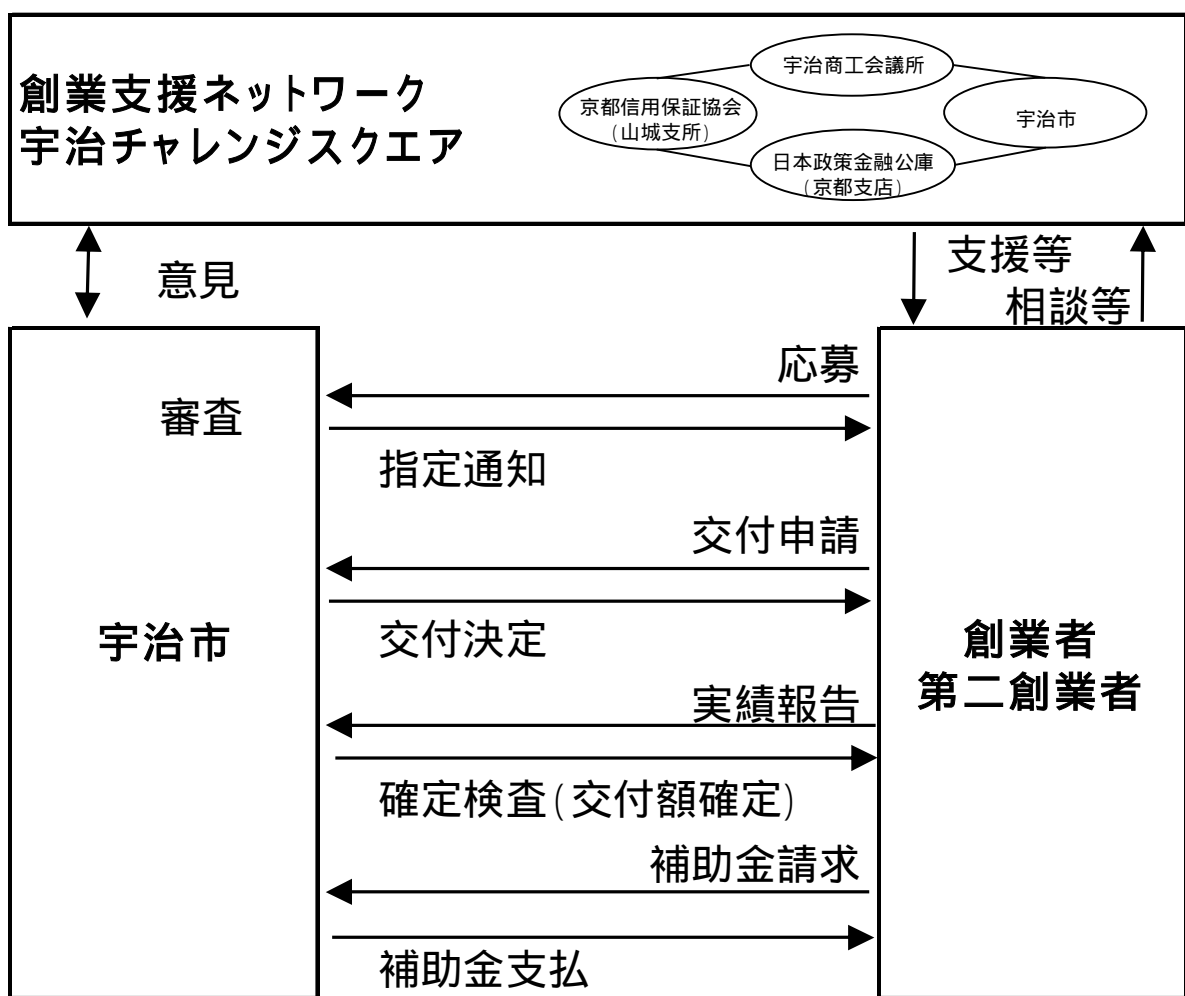 創業支援ネットワーク
宇治チャレンジスクエア
宇治商工会議所
京都信用保証協会
(山城支所)
宇治市
日本政策金融公庫
(京都支店)
意見
支援等
相談等
応募
審査
指定通知
交付申請
交付決定
宇治市
創業者
第二創業者
実績報告
確定検査(交付額確定)
補助金請求
補助金支払